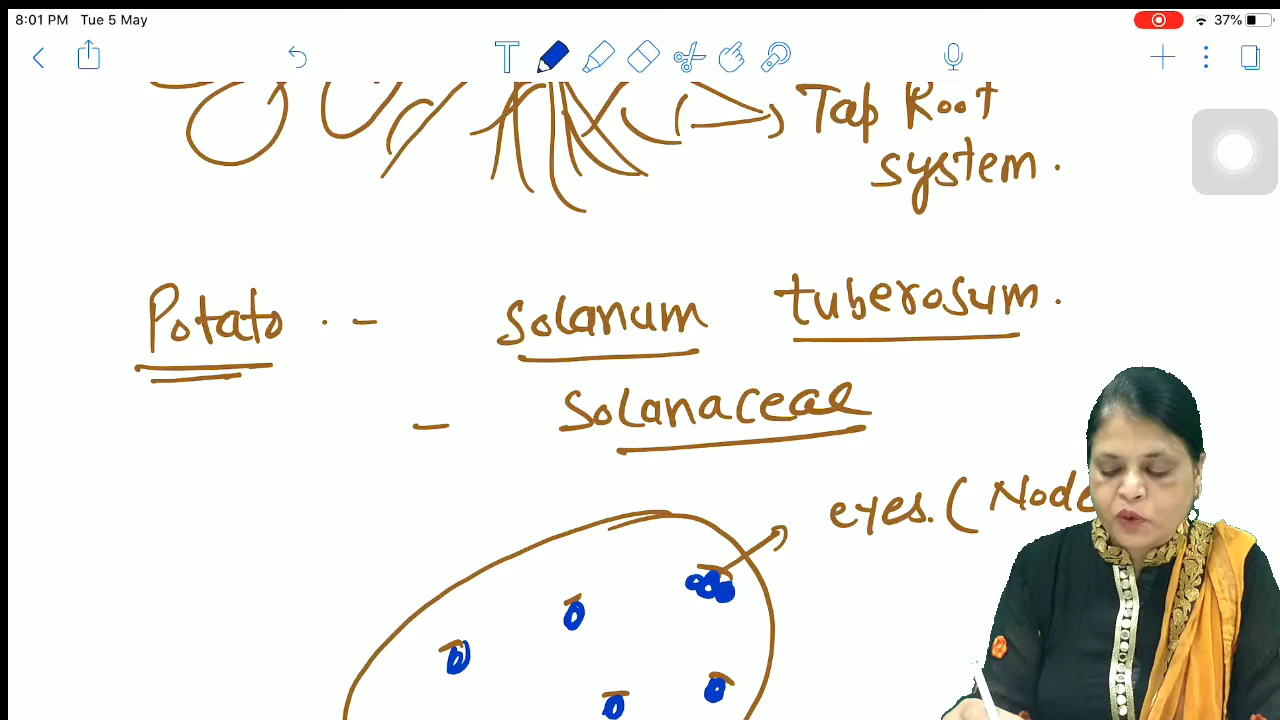 8:01 PM Tue 5 May
37%
T
Tap Root
system.
Potato . - solanum tuberosum.
- Solanaceae
eyes. ( Node